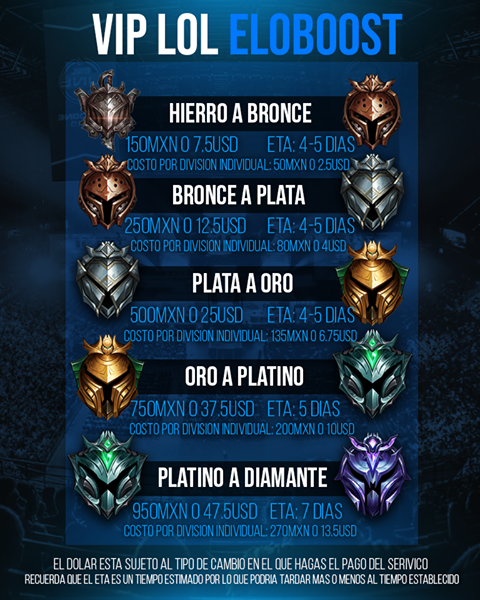 VIP LOL ELOBOOST
HIERRO A BRONCE
150MXN O 7.5USD ETA: 4-5 DIAS
COSTO POR DIVISION INDIVIDUAL: 50MXN O 2.5USD
BRONCE A PLATA
250MXN O 12.5USD ETA: 4-5 DIAS
COSTO POR DIVISION INDIVIDUAL: 80MXN O 4USD
PLATA A ORO
500MXN O 25USD ETA: 4-5 DIAS
COSTO POR DIVISION INDIVIDUAL: 135MXN O 6.75USD
ORO A PLATINO
750MXN O 37.5USD ETA: 5 DIAS
COSTO POR DIVISION INDIVIDUAL: 200MXN O 10USD
PLATINO A DIAMANTE
950MXN O 47.5USD ETA: 7 DIAS
COSTO POR DIVISION INDIVIDUAL: 270MXN O 13.5USD
EL DOLAR ESTA SUJETO AL TIPO DE CAMBIO EN EL QUE HAGAS EL PAGO DEL SERIVICO
RECUERDA QUE EL ETA ES UN TIEMPO ESTIMADO POR LO QUE PODRIA TARDAR MAS O MENOS AL TIEMPO ESTABLECIDO